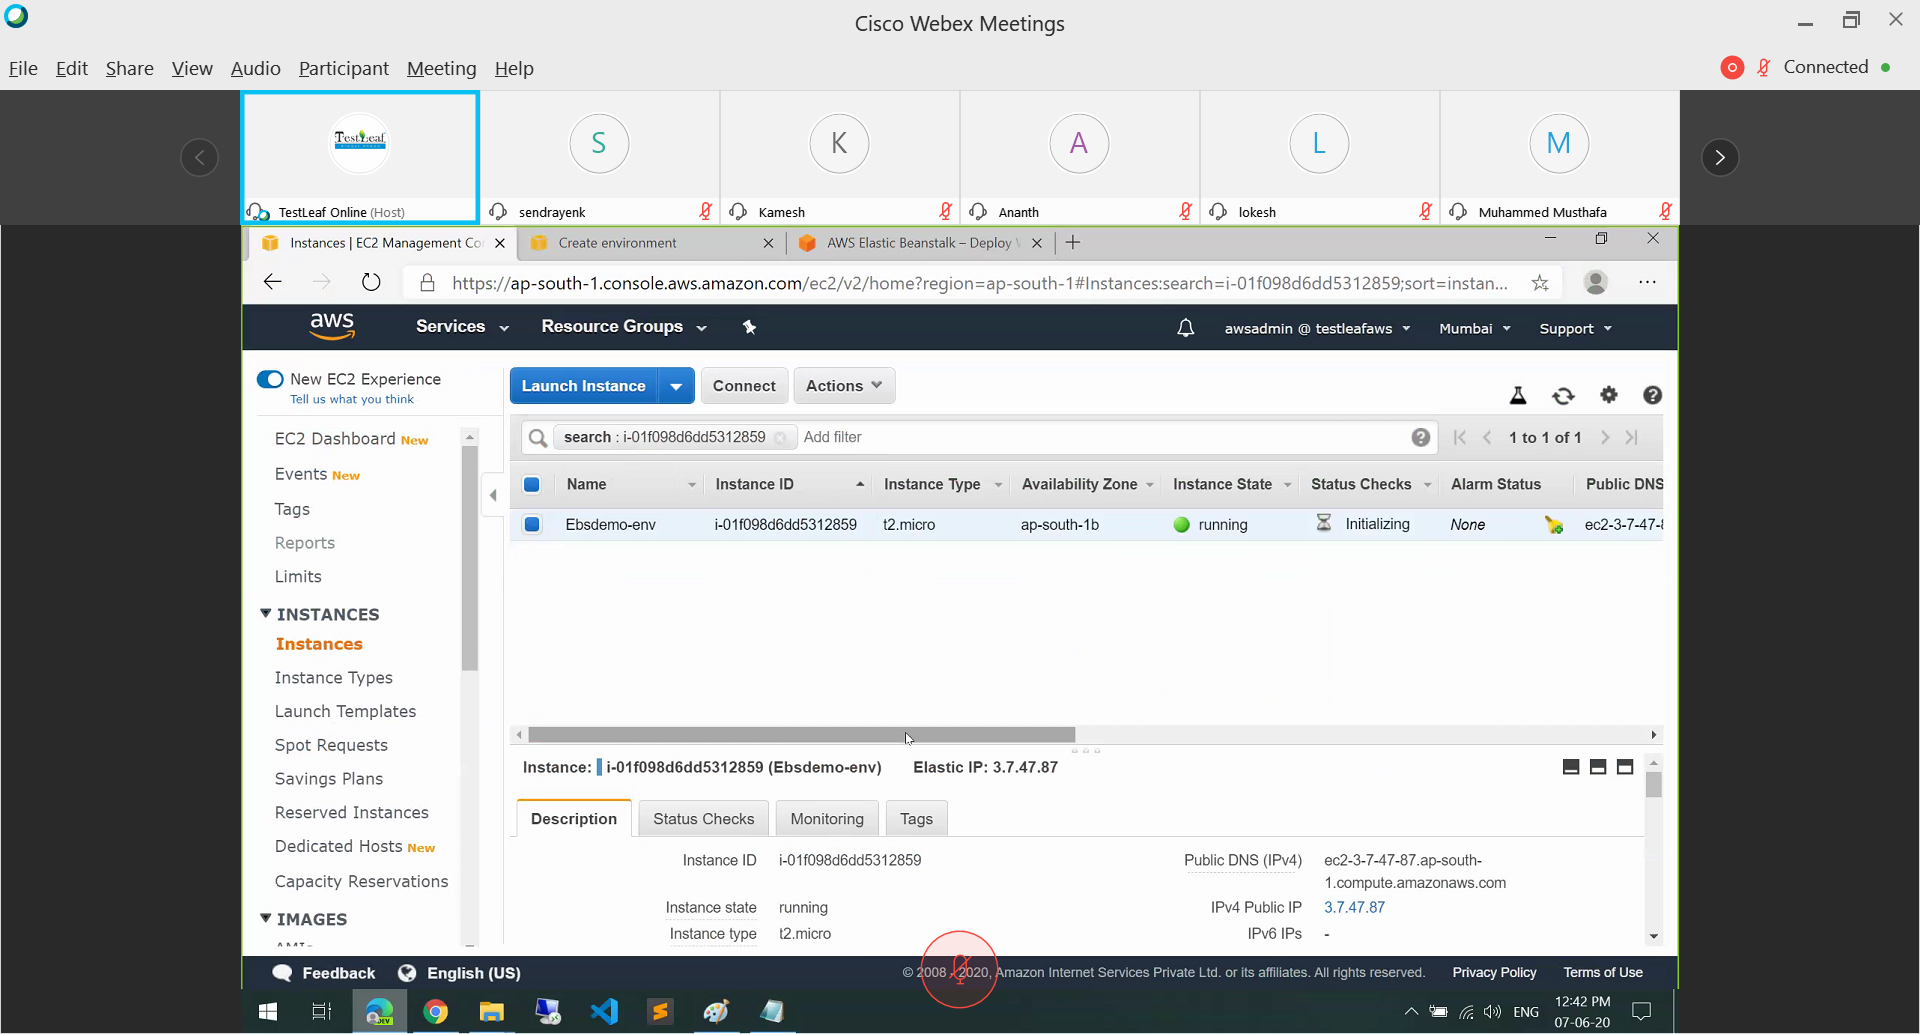 Cisco Webex Meetings
File Edit Share View Audio Participant Meeting Help
Connected
TestLeaf
S
K
A
L
M
TestLeaf Online (Host)
sendrayenk
Kamesh
Ananth
lokesh
Muhammed Musthafa
Instances | EC2 Management Co
Create environment
AWS Elastic Beanstalk – Deploy
https://ap-south-1.console.aws.amazon.com/ec2/v2/home?region=ap-south-1#Instances:search=i-01f098d6dd5312859;sort=instan...
aws
Services
Resource Groups
awsadmin @ testleafaws
Mumbai
Support
New EC2 Experience
Tell us what you think
Launch Instance
Connect
Actions
search : i-01f098d6dd5312859
Add filter
1 to 1 of 1
Name Instance ID Instance Type Availability Zone Instance State Status Checks Alarm Status Public DNS
Ebsdemo-env i-01f098d6dd5312859 t2.micro ap-south-1b running Initializing None ec2-3-7-47-8
EC2 Dashboard New
Events New
Tags
Reports
Limits
INSTANCES
Instances
Instance Types
Launch Templates
Spot Requests
Savings Plans
Reserved Instances
Dedicated Hosts New
Capacity Reservations
IMAGES
Instance: i-01f098d6dd5312859 (Ebsdemo-env) Elastic IP: 3.7.47.87
Description
Status Checks
Monitoring
Tags
Instance ID i-01f098d6dd5312859
Public DNS (IPv4) ec2-3-7-47-87.ap-south-
1.compute.amazonaws.com
Instance state running
IPv4 Public IP 3.7.47.87
Instance type t2.micro
IPv6 IPs -
Feedback
English (US)
© 2008 - 2020, Amazon Internet Services Private Ltd. or its affiliates. All rights reserved.
Privacy Policy
Terms of Use
DEV
ENG
12:42 PM
07-06-20